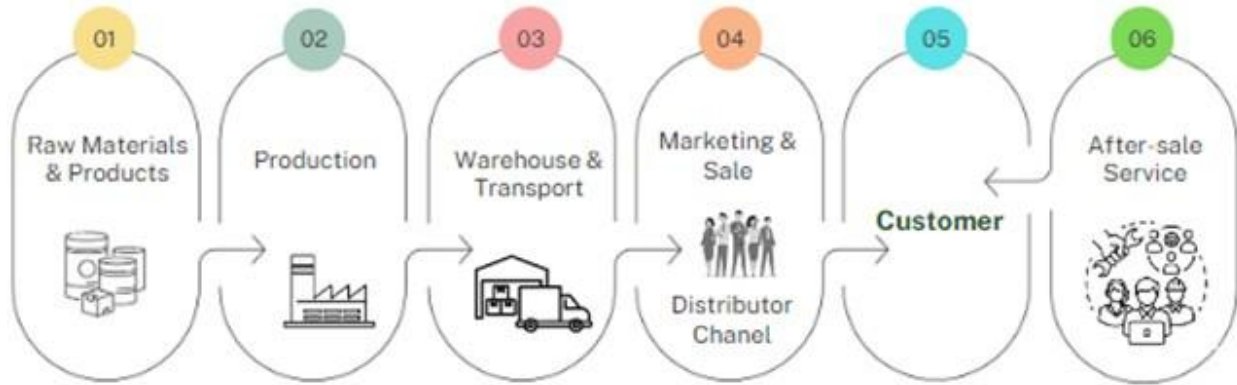 01
Raw Materials
& Products
02
Production
03
Warehouse &
Transport
04
Marketing &
Sale
Distributor
Chanel
05
Customer
06
After-sale
Service